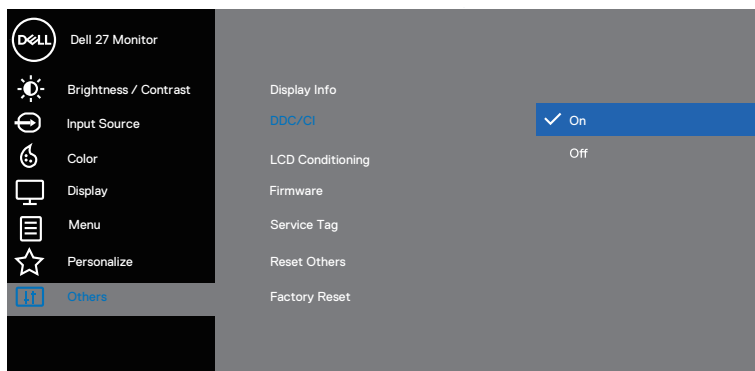 DELL
Dell 27 Monitor
Brightness / Contrast
Input Source
Color
Display
Menu
Personalize
Others
Display Info
DDC/CI
LCD Conditioning
Firmware
Service Tag
Reset Others
Factory Reset
On
Off